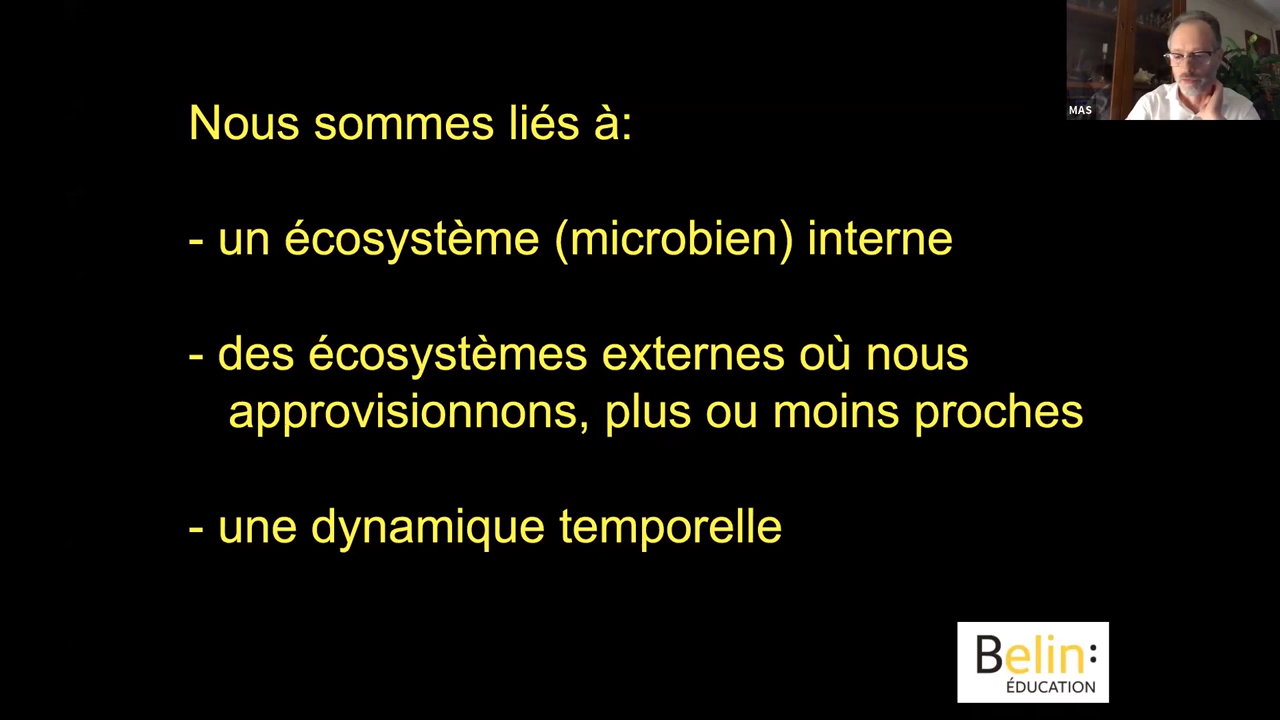 MAS
Nous sommes liés à:
- un écosystème (microbien) interne
- des écosystèmes externes où nous
approvisionnons, plus ou moins proches
- une dynamique temporelle
Belin:
ÉDUCATION